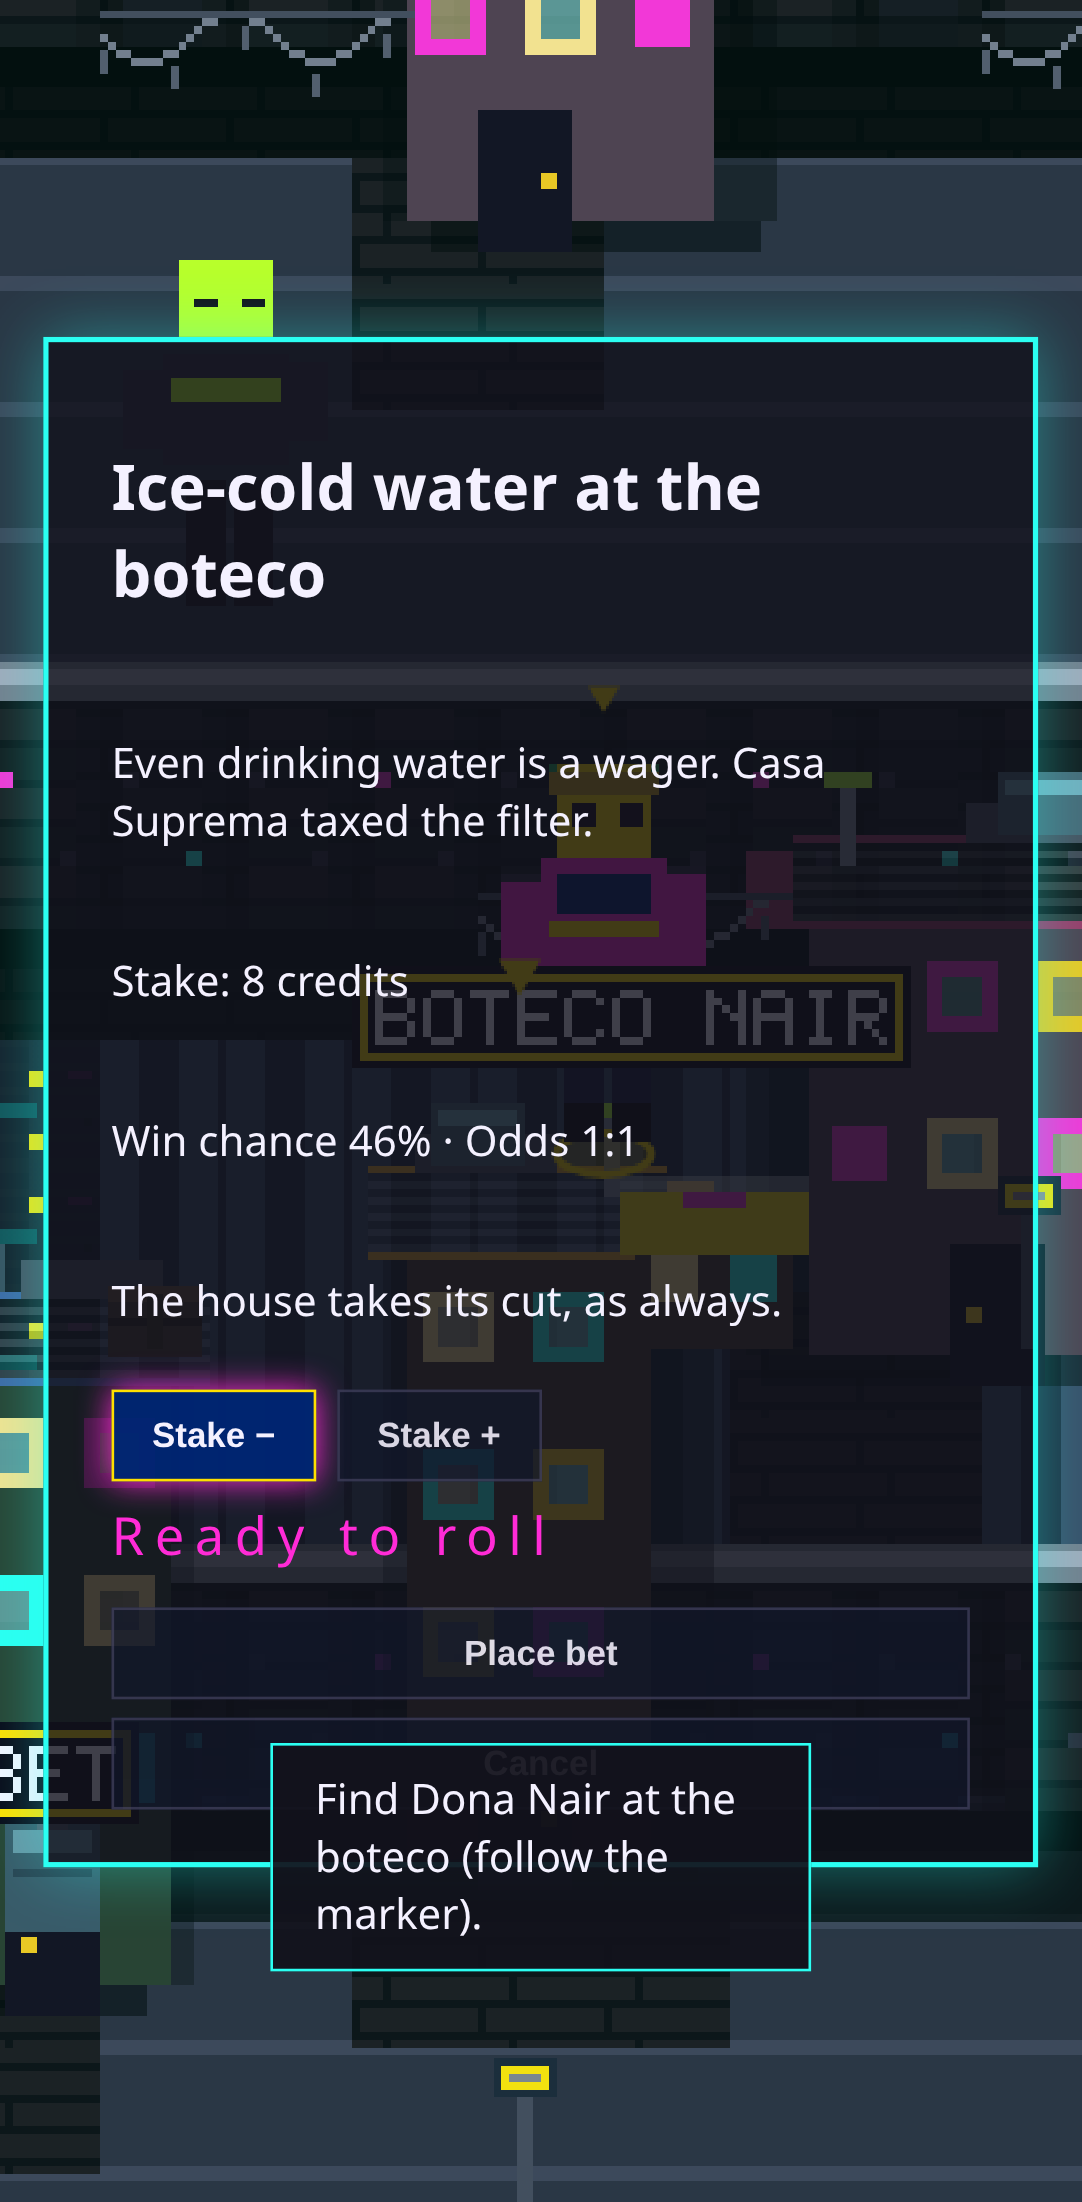 Ice-cold water at the
boteco
Even drinking water is a wager. Casa
Suprema taxed the filter.
Stake: 8 credits
BOTECO NAIR
Win chance 46% · Odds 1:1
The house takes its cut, as always.
Stake − Stake +
Ready to roll
Place bet
BET
Cancel
Find Dona Nair at the
boteco (follow the
marker).